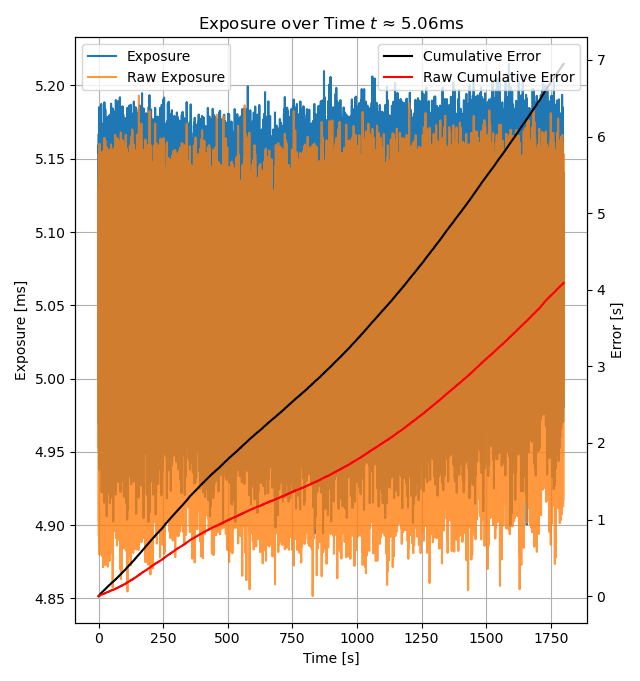 Exposure over Time t ≈ 5.06ms
Exposure
Raw Exposure
Cumulative Error
Raw Cumulative Error
5.20
5.15
5.10
5.05
5.00
4.95
4.90
4.85
Exposure [ms]
7
6
5
4
3
2
1
0
Error [s]
0 250 500 750 1000 1250 1500 1750
Time [s]